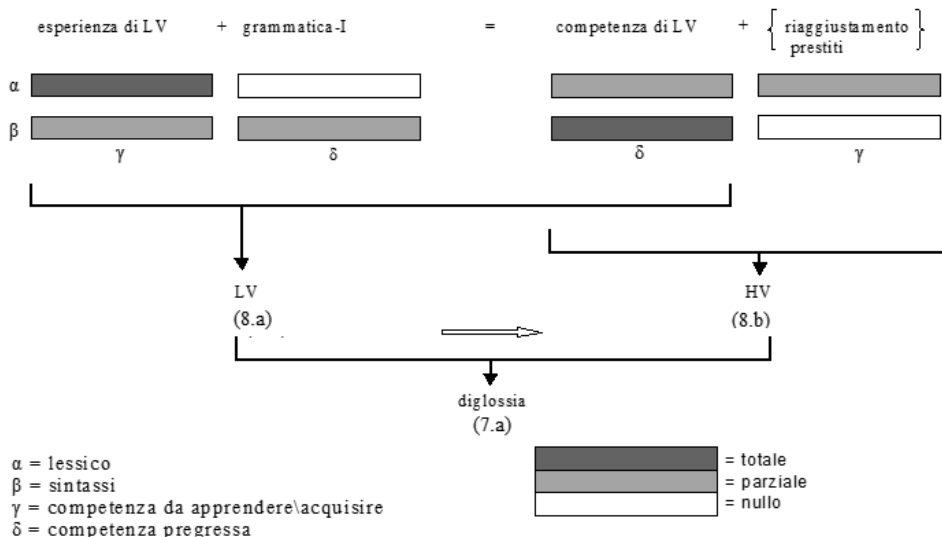 esperienza di LV + grammatica-I = competenza di LV + { riaggiustamento
prestiti }
α
β
γ δ δ γ
LV HV
(8.a) (8.b)
diglossia
(7.a)
α = lessico
β = sintassi
γ = competenza da apprendere\acquisire
δ = competenza pregressa
= totale
= parziale
= nullo